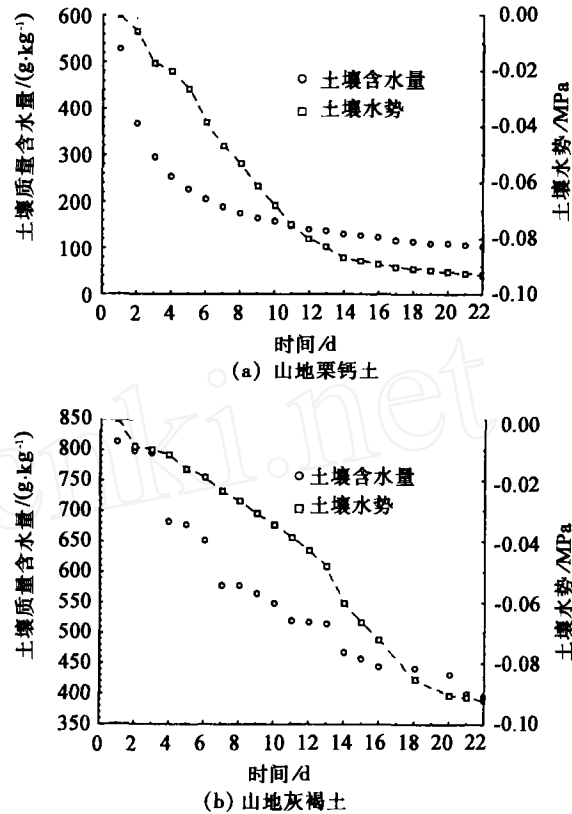 600
500
400
300
200
100
0
土壤质量含水量/(g·kg⁻¹)
0.00
-0.02
-0.04
-0.06
-0.08
-0.10
土壤水势/MPa
土壤含水量
土壤水势
0 2 4 6 8 10 12 14 16 18 20 22
时间/d
(a) 山地栗钙土
850
800
750
700
650
600
550
500
450
400
350
土壤质量含水量/(g·kg⁻¹)
0.00
-0.02
-0.04
-0.06
-0.08
-0.10
土壤水势/MPa
土壤含水量
土壤水势
0 2 4 6 8 10 12 14 16 18 20 22
时间/d
(b) 山地灰褐土
enki.net